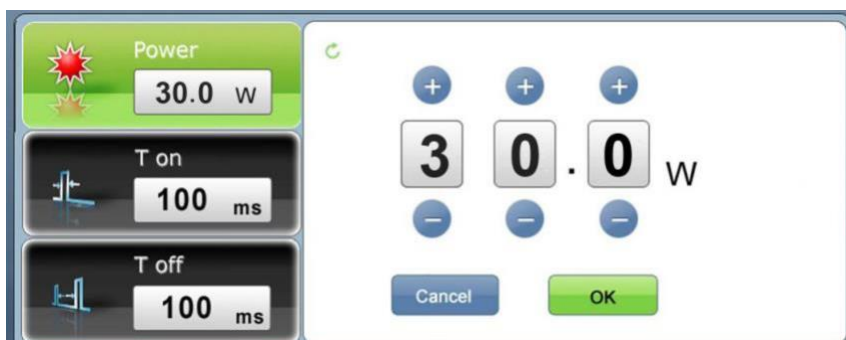 Power
30.0 W
T on
100 ms
T off
100 ms
+ + +
3 0 . 0 W
− − −
Cancel OK